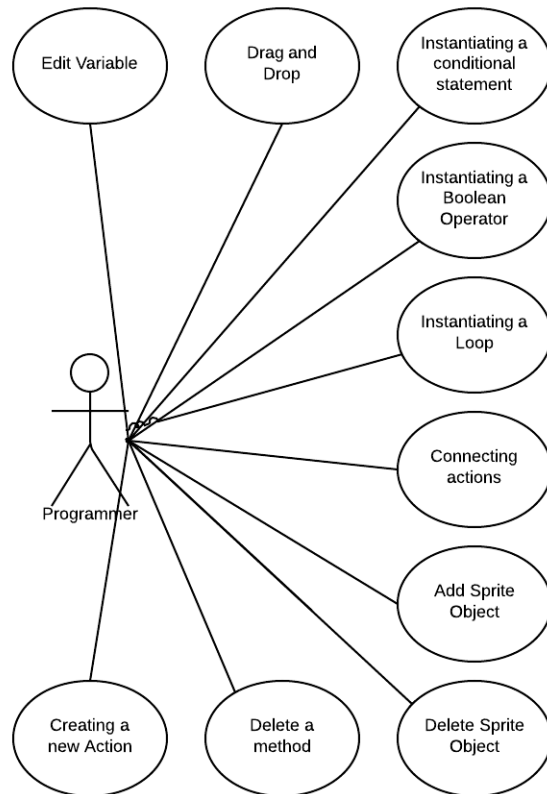 Edit Variable
Drag and
Drop
Instantiating a
conditional
statement
Instantiating a
Boolean
Operator
Instantiating a
Loop
Connecting
actions
Programmer
Add Sprite
Object
Creating a
new Action
Delete a
method
Delete Sprite
Object